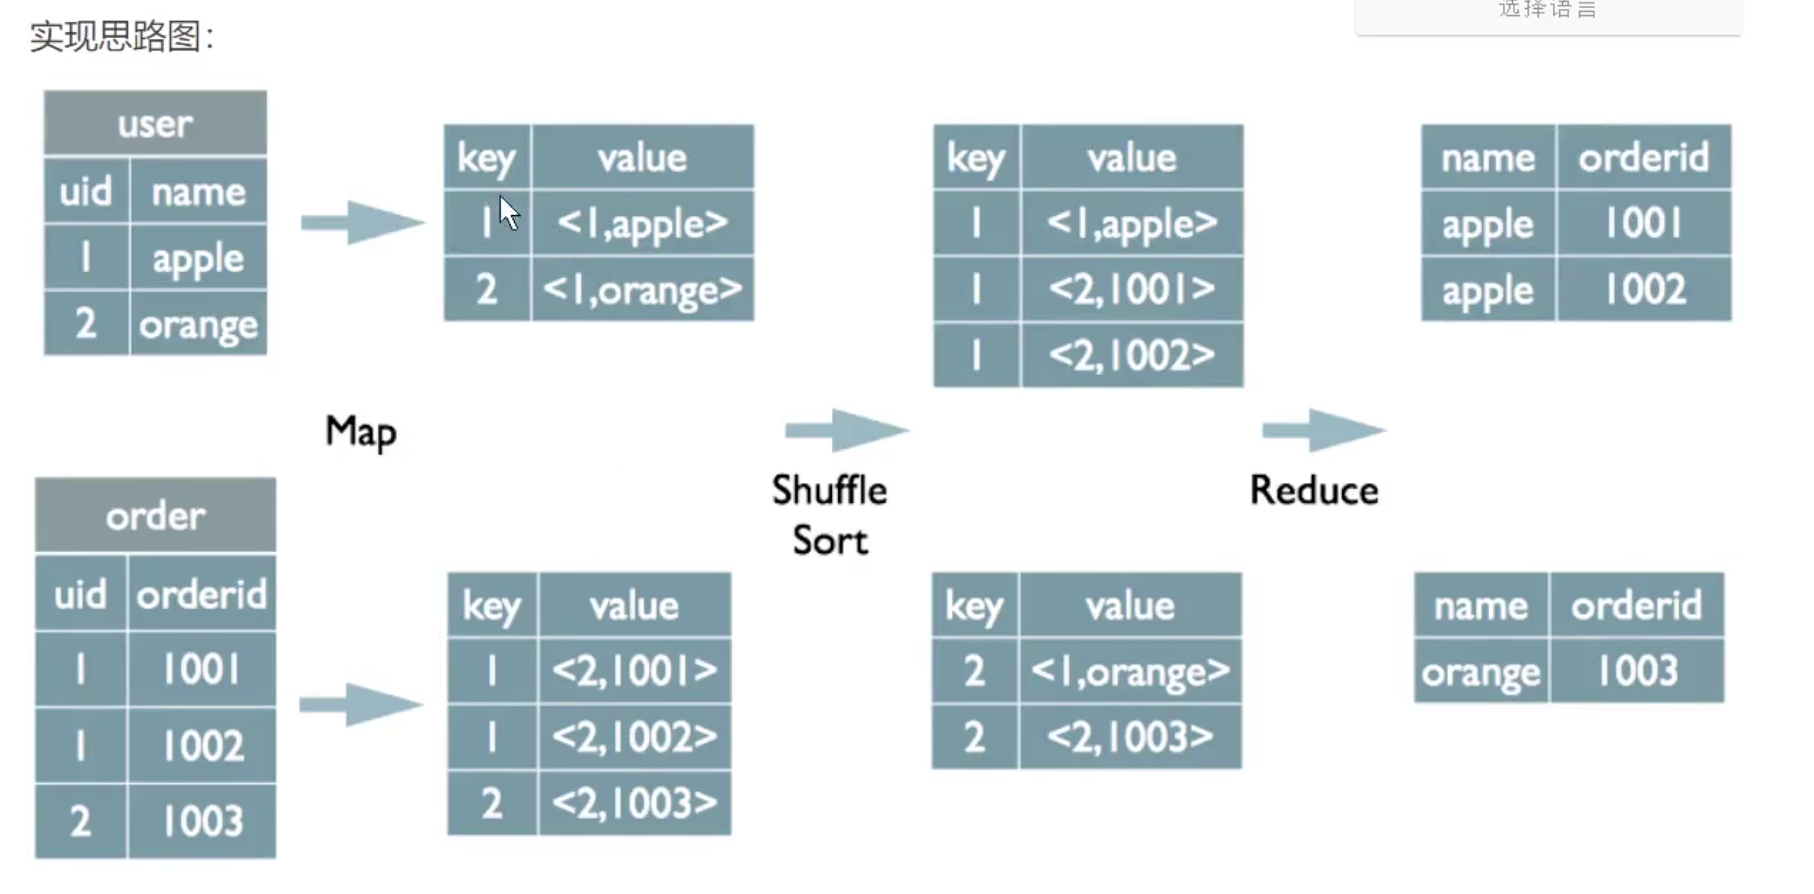 实现思路图：
选择语言
user
uid name
1 apple
2 orange
key value
1 <1,apple>
2 <1,orange>
key value
1 <1,apple>
1 <2,1001>
1 <2,1002>
name orderid
apple 1001
apple 1002
Map
Shuffle
Sort
Reduce
order
uid orderid
1 1001
1 1002
2 1003
key value
1 <2,1001>
1 <2,1002>
2 <2,1003>
key value
2 <1,orange>
2 <2,1003>
name orderid
orange 1003